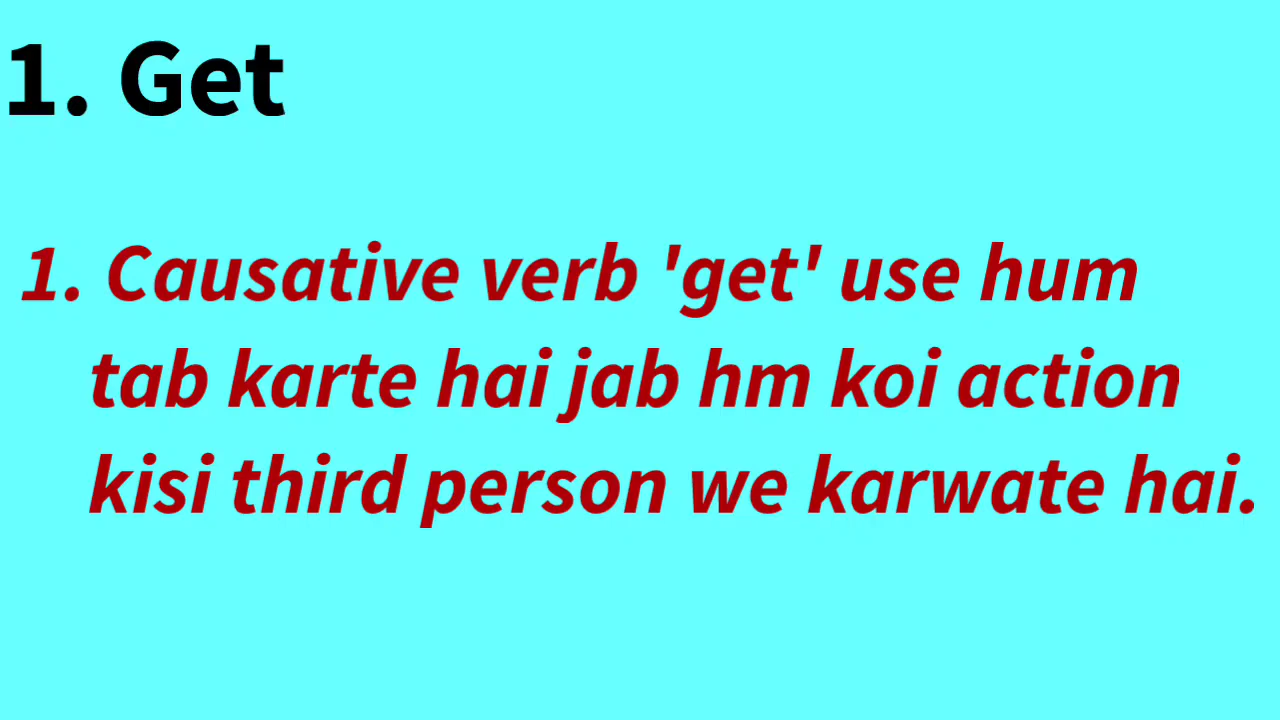 1. Get
1. Causative verb 'get' use hum
tab karte hai jab hm koi action
kisi third person we karwate hai.